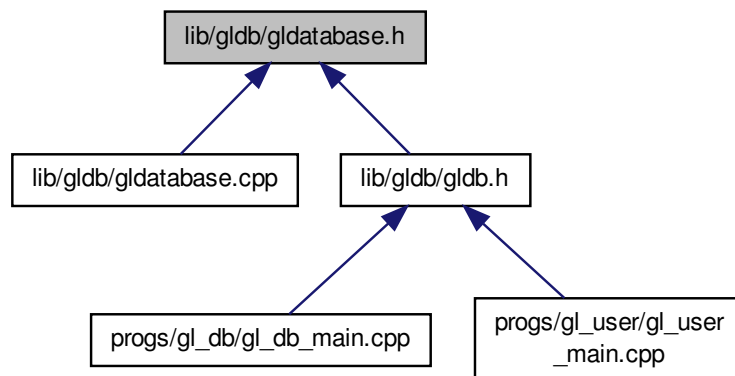 lib/gldb/gldatabase.h
lib/gldb/gldatabase.cpp
lib/gldb/gldb.h
progs/gl_db/gl_db_main.cpp
progs/gl_user/gl_user
_main.cpp